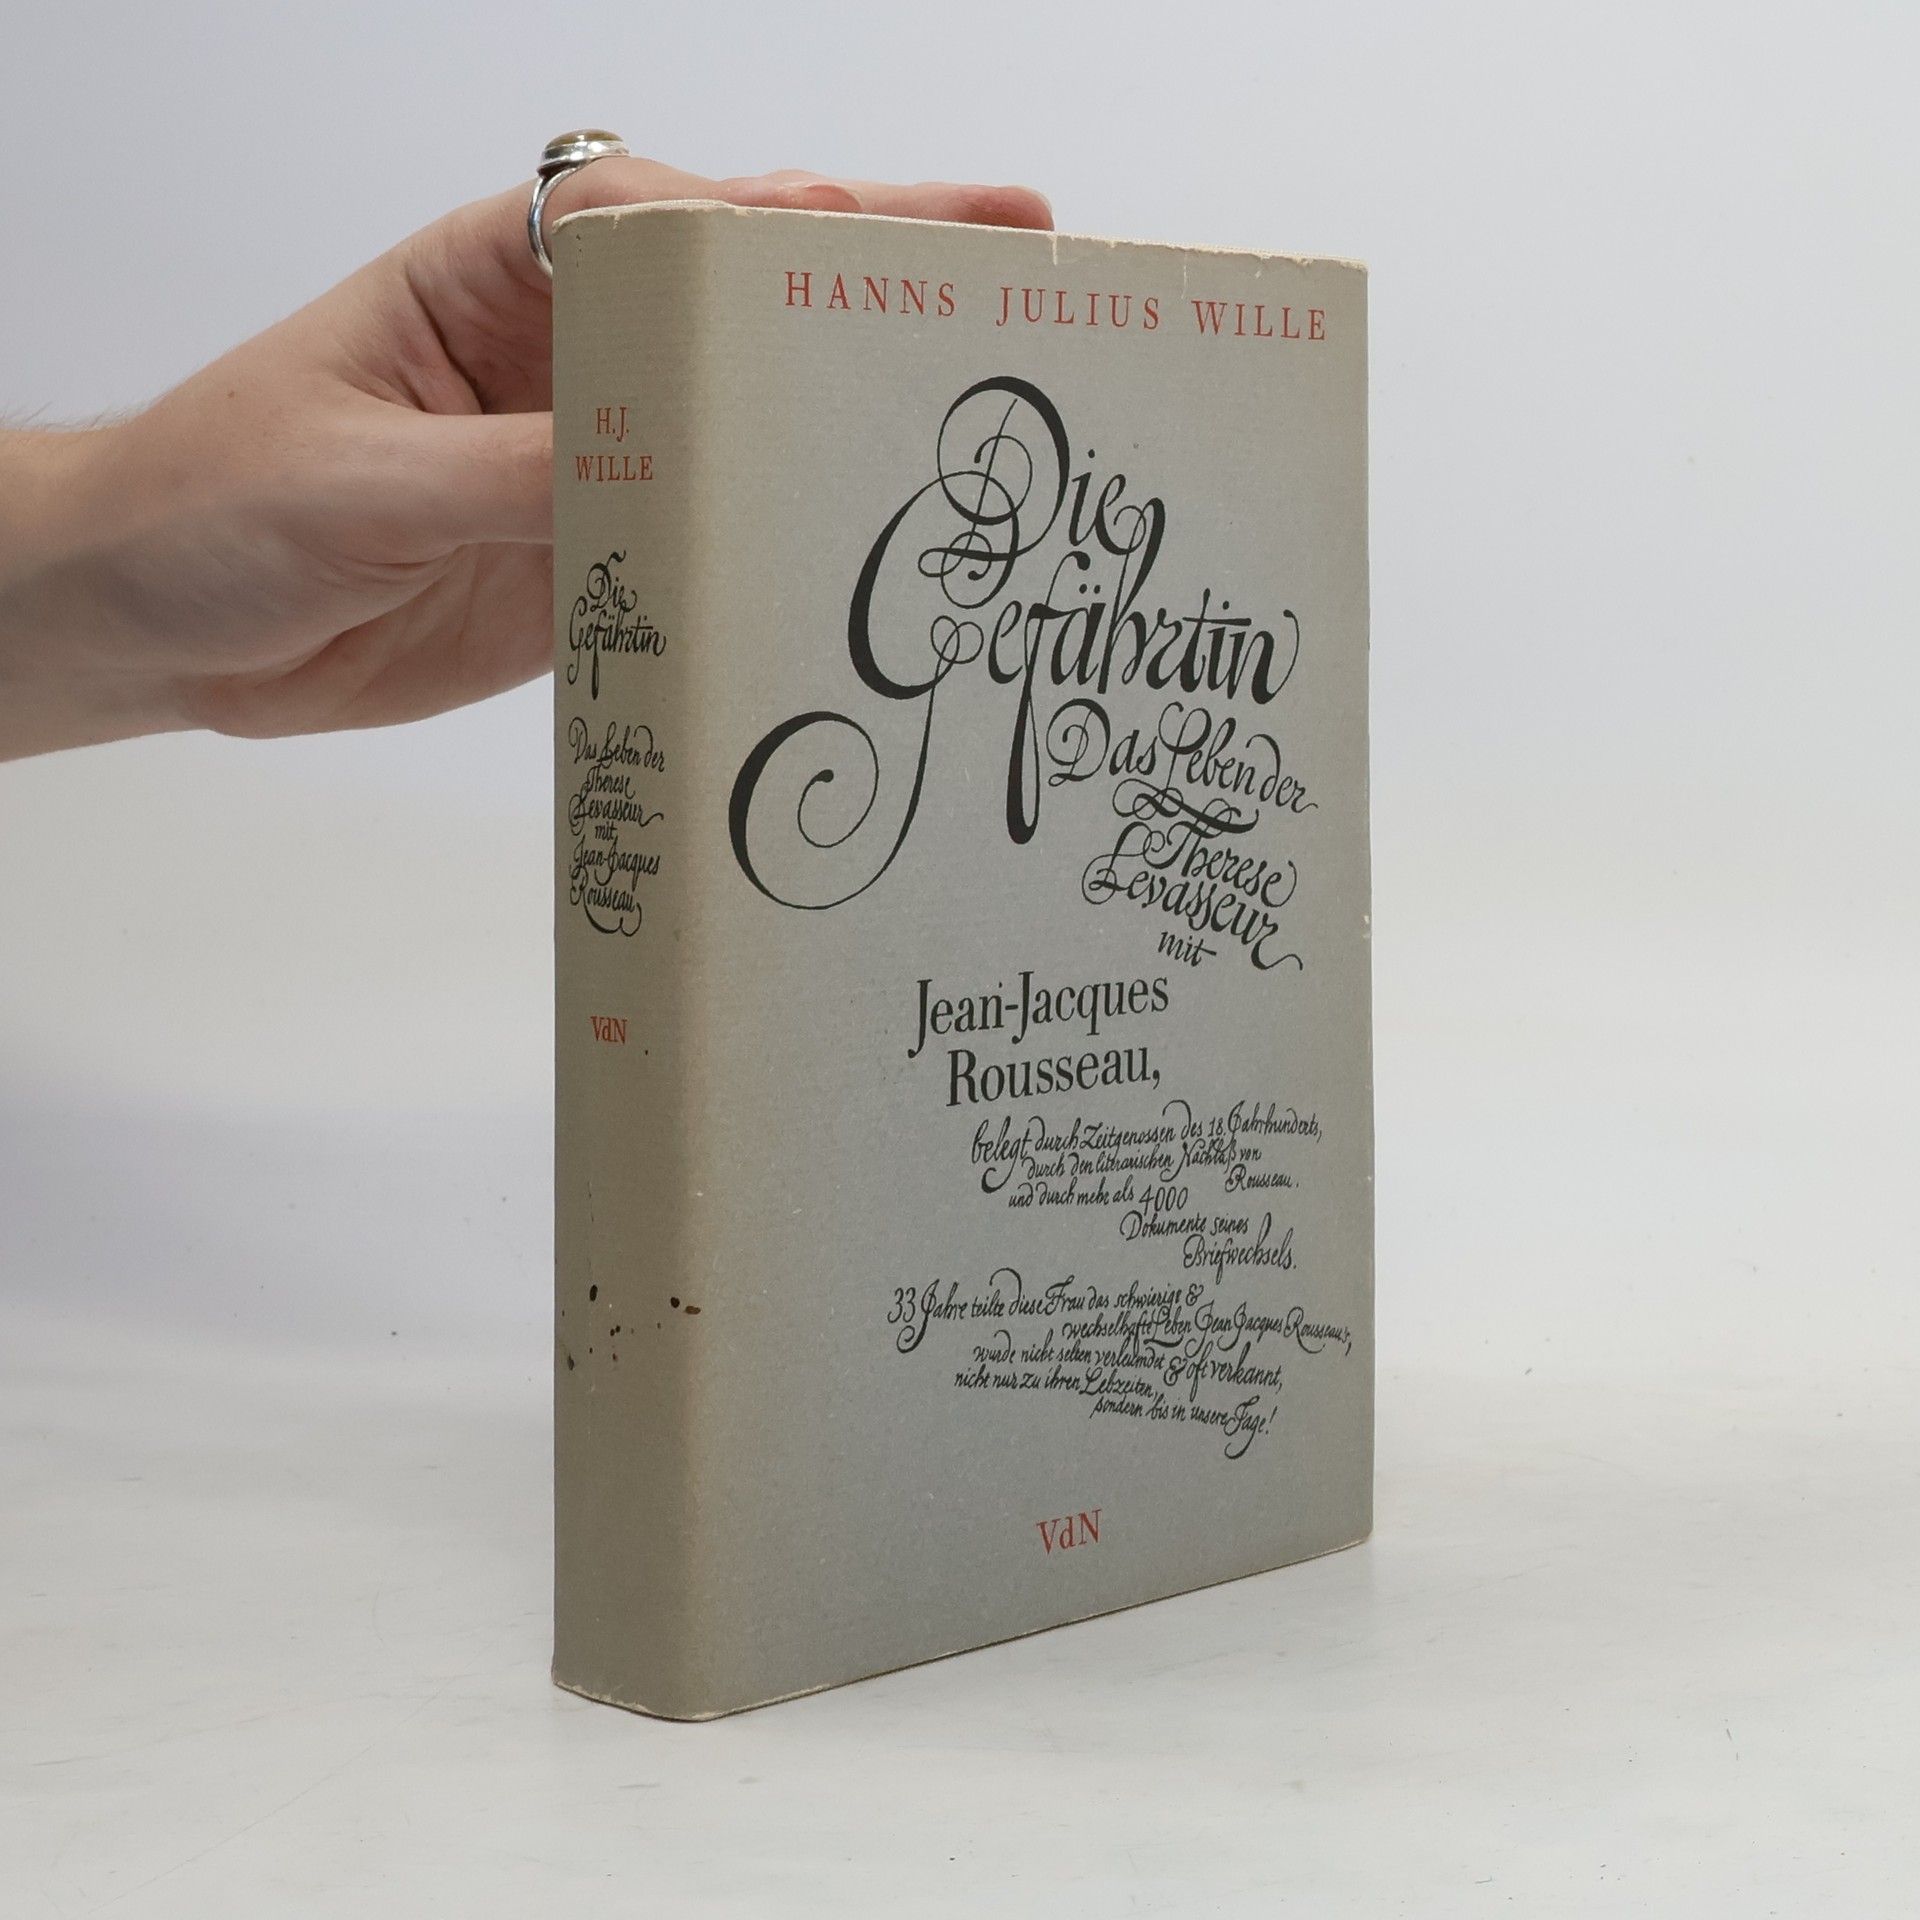 H.J.
WILLE
Die
Gefährtin
Das Leben der
Therese
Levasseur
mit
Jean-Jacques
Rousseau
VdN
HANNS JULIUS WILLE
Die
Gefährtin
Das Leben der
Therese
Levasseur
mit
Jean-Jacques
Rousseau,
belegt durch Zeitgenossen des 18. Jahrhunderts,
durch den literarischen Nachlaß von
Rousseau.
und durch mehr als 4000
Dokumente seines
Briefwechsels.
33 Jahre teilte diese Frau das schwierige &
wechselhafte Leben Jean Jacques Rousseau's,
wurde nicht selten verleumdet & oft verkannt,
nicht nur zu ihren Lebzeiten,
sondern bis in unsere Tage!
VdN